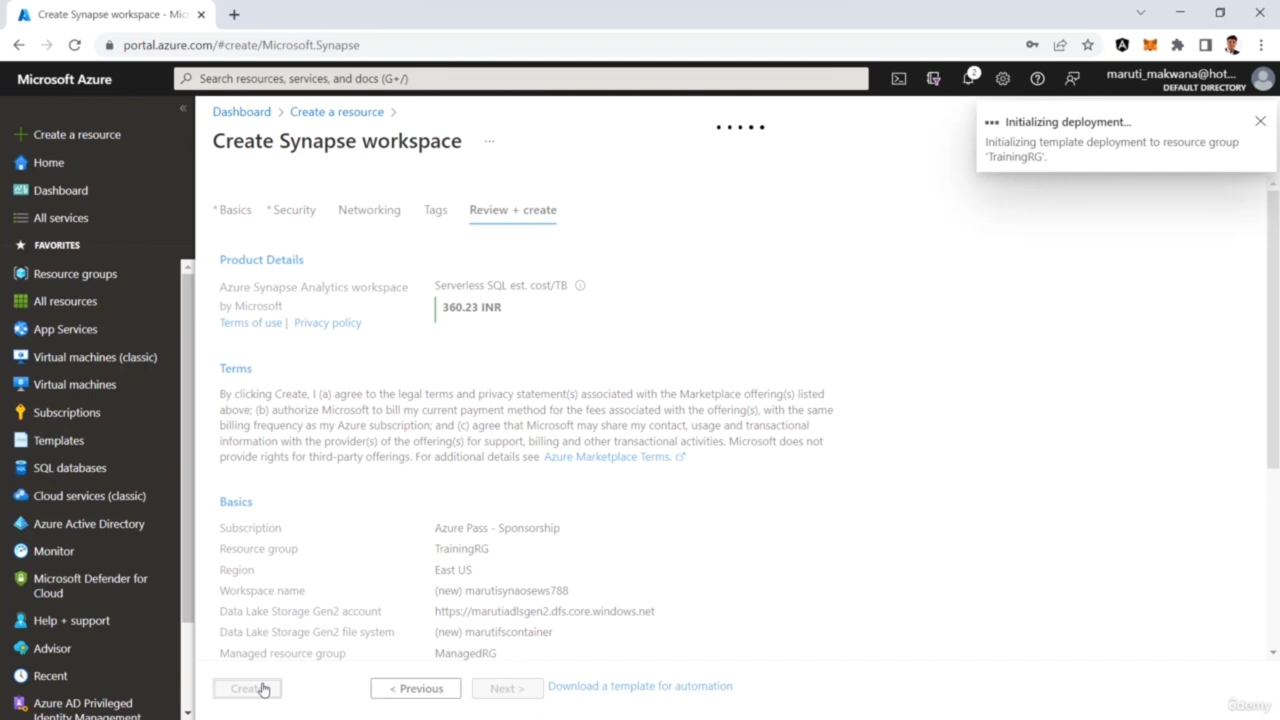 Create Synapse workspace - Mic
portal.azure.com/#create/Microsoft.Synapse
Microsoft Azure
Search resources, services, and docs (G+/)
2
maruti_makwana@hot...
DEFAULT DIRECTORY
Create a resource
Home
Dashboard
All services
FAVORITES
Resource groups
All resources
App Services
Virtual machines (classic)
Virtual machines
Subscriptions
Templates
SQL databases
Cloud services (classic)
Azure Active Directory
Monitor
Microsoft Defender for
Cloud
Help + support
Advisor
Recent
Azure AD Privileged
Identity Management
Dashboard > Create a resource >
Create Synapse workspace ...
Initializing deployment...
Initializing template deployment to resource group
'TrainingRG'.
* Basics * Security Networking Tags Review + create
Product Details
Azure Synapse Analytics workspace
by Microsoft
Terms of use | Privacy policy
Serverless SQL est. cost/TB
360.23 INR
Terms
By clicking Create, I (a) agree to the legal terms and privacy statement(s) associated with the Marketplace offering(s) listed
above; (b) authorize Microsoft to bill my current payment method for the fees associated with the offering(s), with the same
billing frequency as my Azure subscription; and (c) agree that Microsoft may share my contact, usage and transactional
information with the provider(s) of the offering(s) for support, billing and other transactional activities. Microsoft does not
provide rights for third-party offerings. For additional details see Azure Marketplace Terms.
Basics
Subscription Azure Pass - Sponsorship
Resource group TrainingRG
Region East US
Workspace name (new) marutisynaosews788
Data Lake Storage Gen2 account https://marutiadlsgen2.dfs.core.windows.net
Data Lake Storage Gen2 file system (new) marutifscontainer
Managed resource group ManagedRG
Create
< Previous
Next >
Download a template for automation
ûdemy